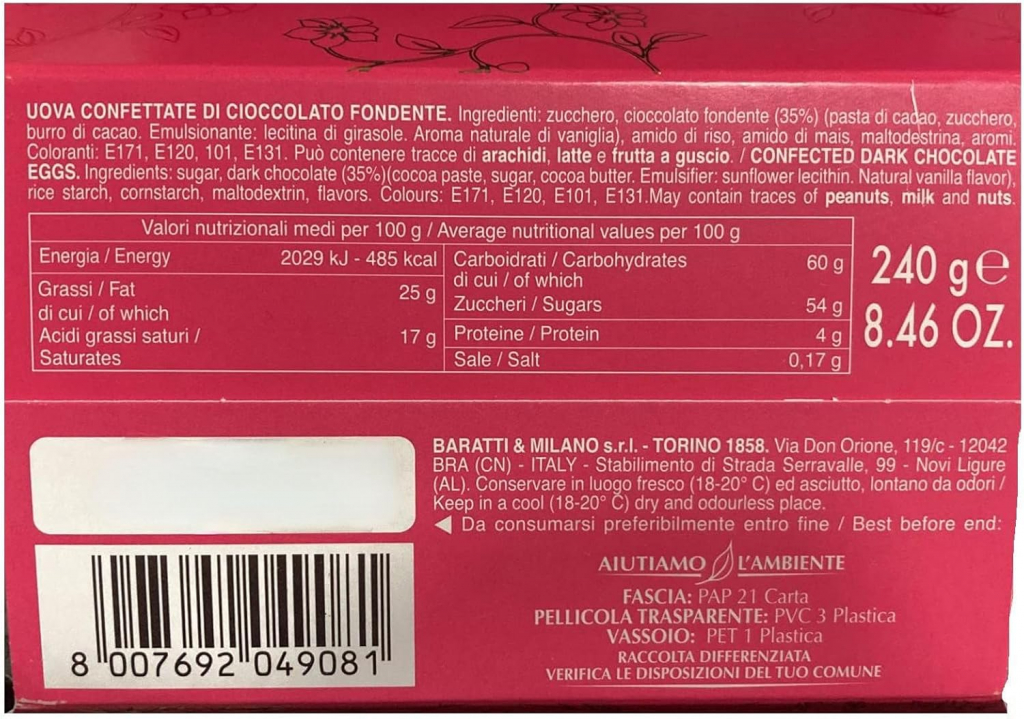 UOVA CONFETTATE DI CIOCCOLATO FONDENTE. Ingredienti: zucchero, cioccolato fondente (35%) (pasta di cacao, zucchero,
burro di cacao. Emulsionante: lecitina di girasole. Aroma naturale di vaniglia), amido di riso, amido di mais, maltodestrina, aromi.
Coloranti: E171, E120, 101, E131. Può contenere tracce di arachidi, latte e frutta a guscio. / CONFECTED DARK CHOCOLATE
EGGS. Ingredients: sugar, dark chocolate (35%)(cocoa paste, sugar, cocoa butter. Emulsifier: sunflower lecithin. Natural vanilla flavor),
rice starch, cornstarch, maltodextrin, flavors. Colours: E171, E120, E101, E131.May contain traces of peanuts, milk and nuts.
Valori nutrizionali medi per 100 g / Average nutritional values per 100 g
Energia / Energy 2029 kJ - 485 kcal
Grassi / Fat 25 g
di cui / of which
Acidi grassi saturi / 17 g
Saturates
Carboidrati / Carbohydrates 60 g
di cui / of which
Zuccheri / Sugars 54 g
Proteine / Protein 4 g
Sale / Salt 0,17 g
240 g e
8.46 OZ.
BARATTI & MILANO s.r.l. - TORINO 1858. Via Don Orione, 119/c - 12042
BRA (CN) - ITALY - Stabilimento di Strada Serravalle, 99 - Novi Ligure
(AL). Conservare in luogo fresco (18-20° C) ed asciutto, lontano da odori /
Keep in a cool (18-20° C) dry and odourless place.
◀ Da consumarsi preferibilmente entro fine / Best before end:
AIUTIAMO L'AMBIENTE
FASCIA: PAP 21 Carta
PELLICOLA TRASPARENTE: PVC 3 Plastica
VASSOIO: PET 1 Plastica
RACCOLTA DIFFERENZIATA
VERIFICA LE DISPOSIZIONI DEL TUO COMUNE
8 007692 049081